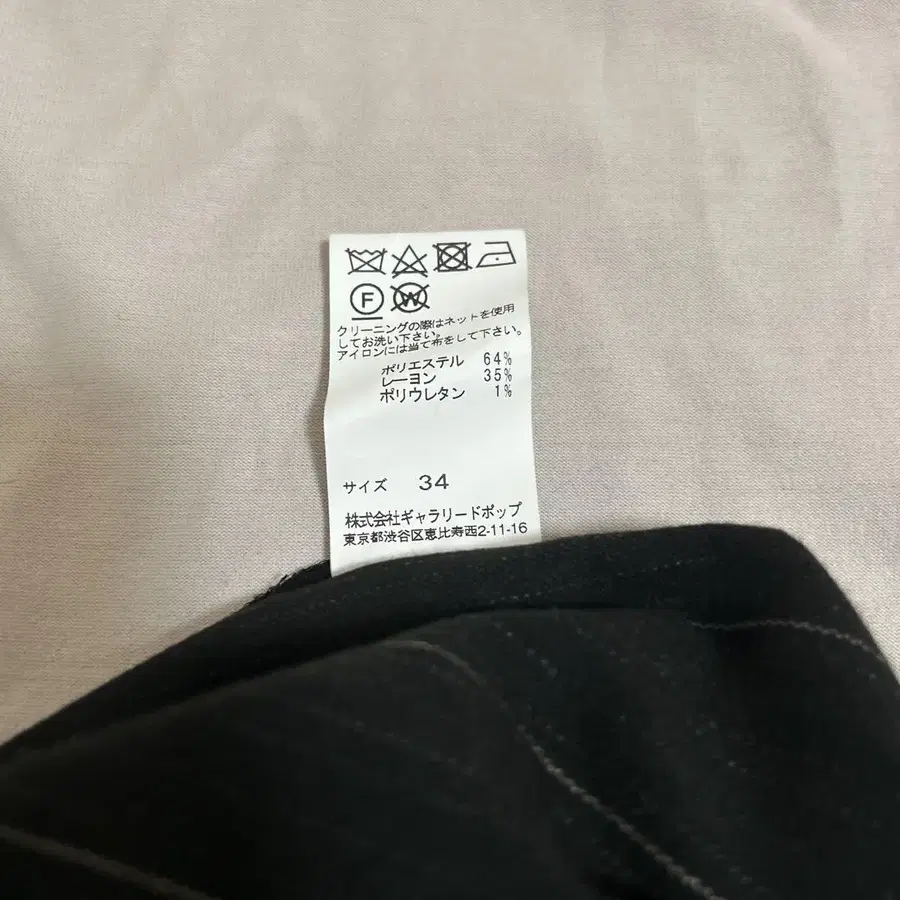 F W
クリーニングの際はネットを使用
してお洗い下さい。
アイロンには当て布をして下さい。
ポリエステル 64%
レーヨン 35%
ポリウレタン 1%
サイズ 34
株式会社ギャラリードポップ
東京都渋谷区恵比寿西2-11-16